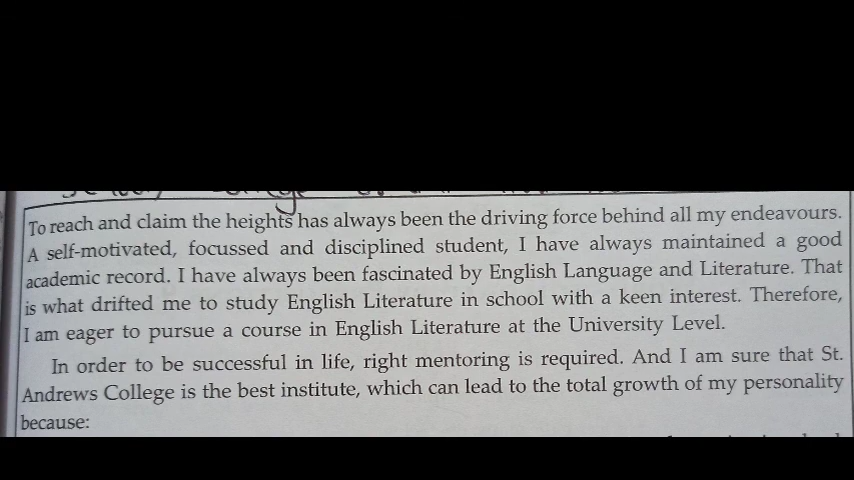 To reach and claim the heights has always been the driving force behind all my endeavours.
A self-motivated, focussed and disciplined student, I have always maintained a good
academic record. I have always been fascinated by English Language and Literature. That
is what drifted me to study English Literature in school with a keen interest. Therefore,
I am eager to pursue a course in English Literature at the University Level.
In order to be successful in life, right mentoring is required. And I am sure that St.
Andrews College is the best institute, which can lead to the total growth of my personality
because: